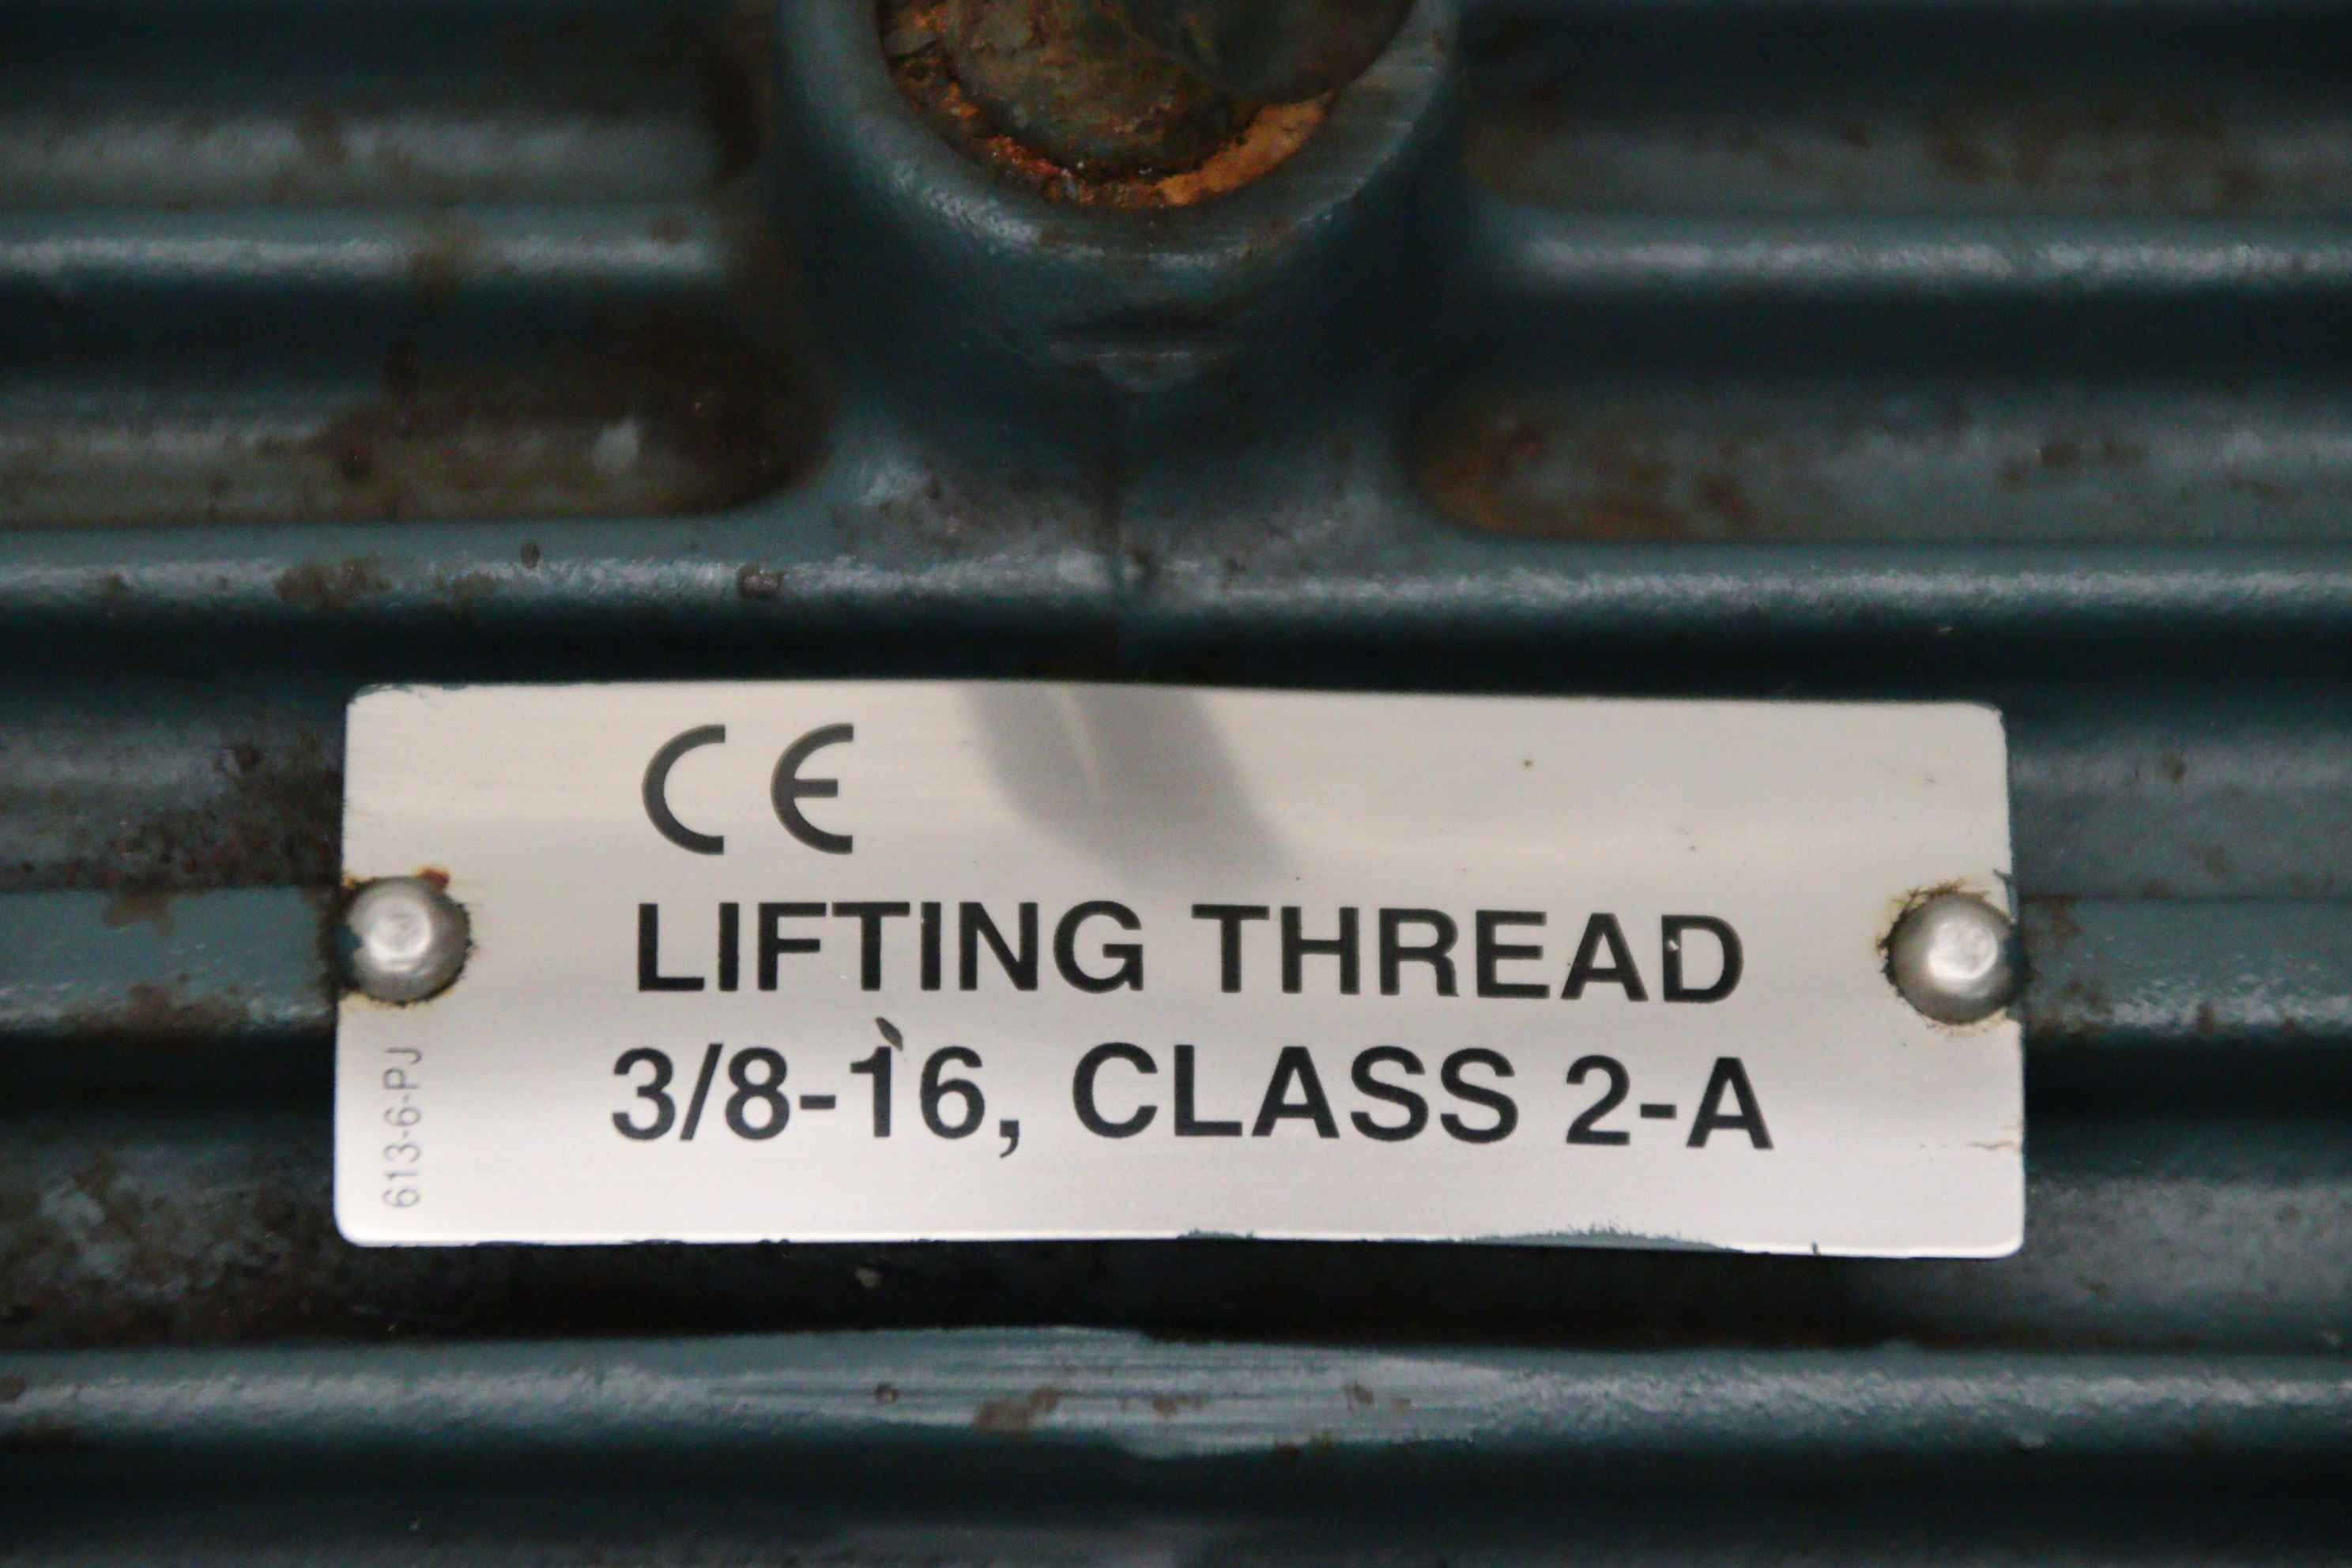 CE
LIFTING THREAD
3/8-16, CLASS 2-A
613-6-PJ